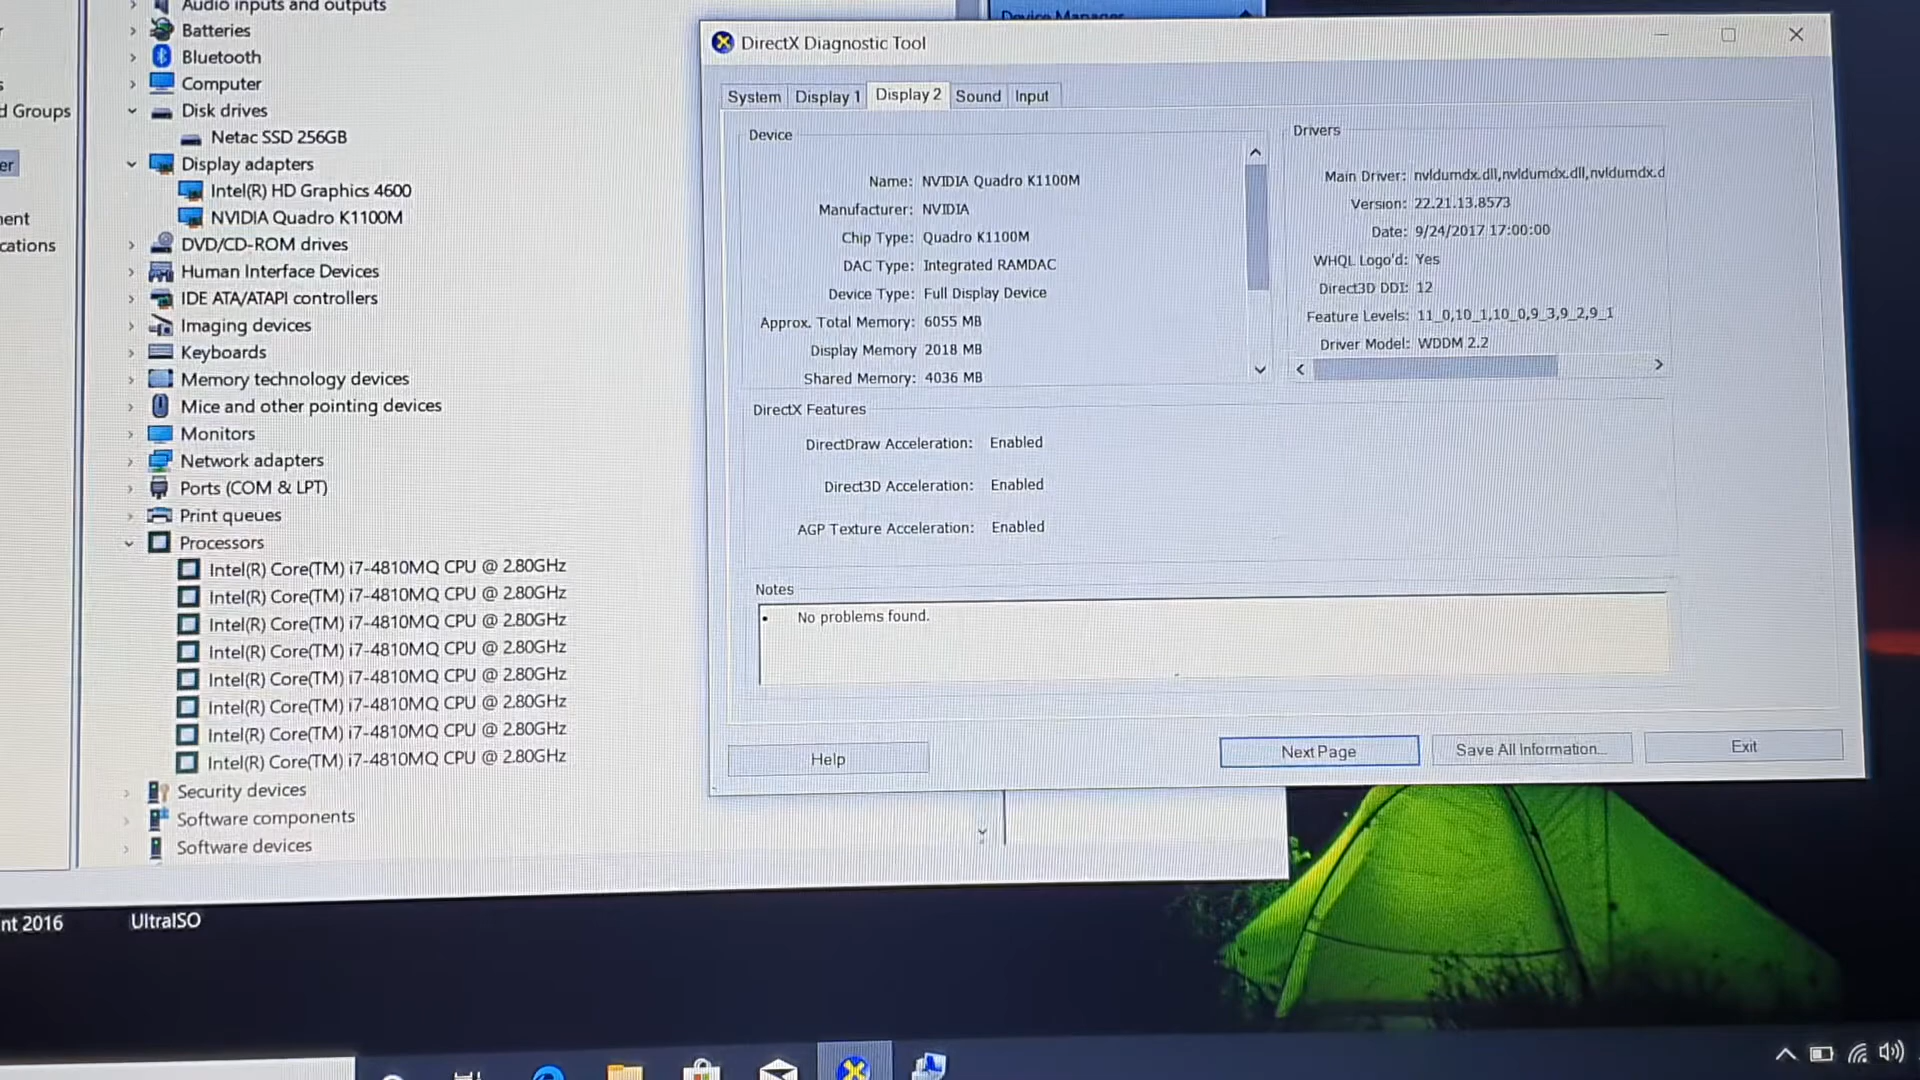 Audio inputs and outputs
Batteries
Bluetooth
Computer
d Groups
Disk drives
Netac SSD 256GB
er
Display adapters
Intel(R) HD Graphics 4600
NVIDIA Quadro K1100M
DVD/CD-ROM drives
cations
Human Interface Devices
IDE ATA/ATAPI controllers
Imaging devices
Keyboards
Memory technology devices
Mice and other pointing devices
Monitors
Network adapters
Ports (COM & LPT)
Print queues
Processors
Intel(R) Core(TM) i7-4810MQ CPU @ 2.80GHz
Intel(R) Core(TM) i7-4810MQ CPU @ 2.80GHz
Intel(R) Core(TM) i7-4810MQ CPU @ 2.80GHz
Intel(R) Core(TM) i7-4810MQ CPU @ 2.80GHz
Intel(R) Core(TM) i7-4810MQ CPU @ 2.80GHz
Intel(R) Core(TM) i7-4810MQ CPU @ 2.80GHz
Intel(R) Core(TM) i7-4810MQ CPU @ 2.80GHz
Intel(R) Core(TM) i7-4810MQ CPU @ 2.80GHz
Security devices
Software components
Software devices
nt 2016
UltraISO
Device Manager
DirectX Diagnostic Tool
System Display 1 Display 2 Sound Input
Device
Name: NVIDIA Quadro K1100M
Manufacturer: NVIDIA
Chip Type: Quadro K1100M
DAC Type: Integrated RAMDAC
Device Type: Full Display Device
Approx. Total Memory: 6055 MB
Display Memory 2018 MB
Shared Memory: 4036 MB
Drivers
Main Driver: nvldumdx.dll,nvldumdx.dll,nvldumdx.d
Version: 22.21.13.8573
Date: 9/24/2017 17:00:00
WHQL Logo'd: Yes
Direct3D DDI: 12
Feature Levels: 11_0,10_1,10_0,9_3,9_2,9_1
Driver Model: WDDM 2.2
DirectX Features
DirectDraw Acceleration: Enabled
Direct3D Acceleration: Enabled
AGP Texture Acceleration: Enabled
Notes
• No problems found.
Help
Next Page
Save All Information...
Exit